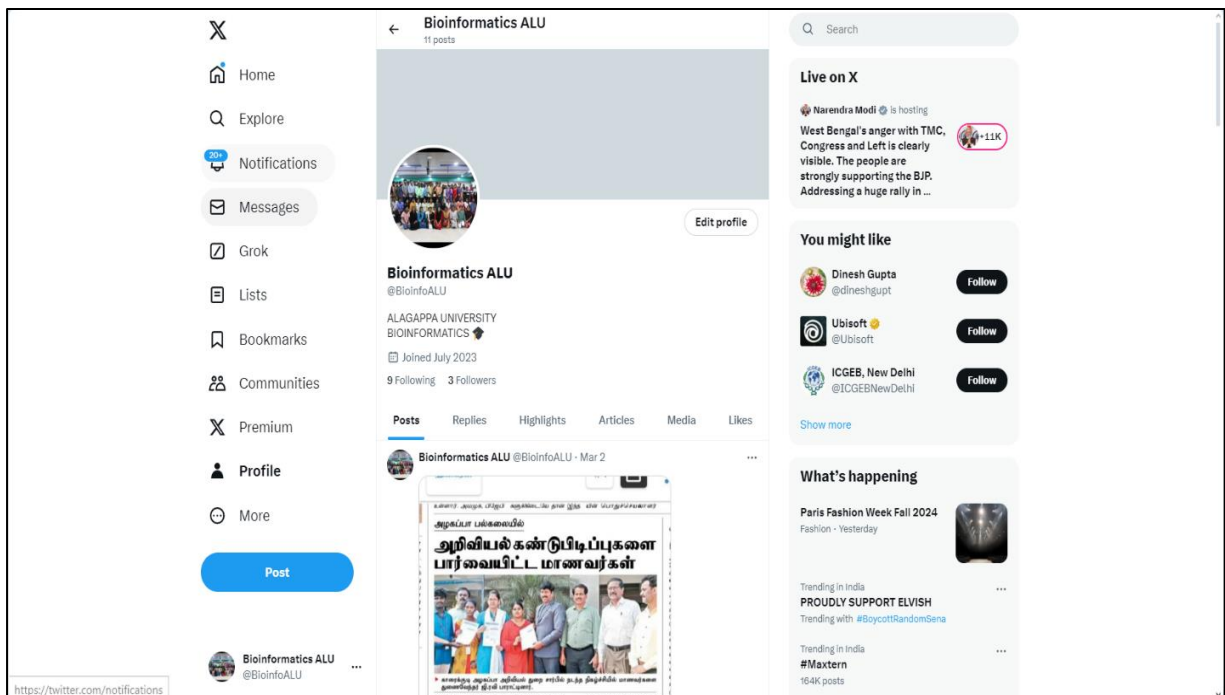 X
Home
Explore
20+
Notifications
Messages
Grok
Lists
Bookmarks
Communities
Premium
Profile
More
Post
Bioinformatics ALU
@BioinfoALU
https://twitter.com/notifications
Bioinformatics ALU
11 posts
Edit profile
Bioinformatics ALU
@BioinfoALU
ALAGAPPA UNIVERSITY
BIOINFORMATICS
Joined July 2023
9 Following 3 Followers
Posts Replies Highlights Articles Media Likes
Bioinformatics ALU @BioinfoALU · Mar 2
அழகப்பா பல்கலையில்
அறிவியல் கண்டுபிடிப்புகளை
பார்வையிட்ட மாணவர்கள்
Search
Live on X
Narendra Modi is hosting
West Bengal's anger with TMC,
Congress and Left is clearly
visible. The people are
strongly supporting the BJP.
Addressing a huge rally in ...
+11K
You might like
Dinesh Gupta
@dineshgupt
Follow
Ubisoft
@Ubisoft
Follow
ICGEB, New Delhi
@ICGEBNewDelhi
Follow
Show more
What's happening
Paris Fashion Week Fall 2024
Fashion · Yesterday
Trending in India
PROUDLY SUPPORT ELVISH
Trending with #BoycottRandomSena
Trending in India
#Maxtern
164K posts